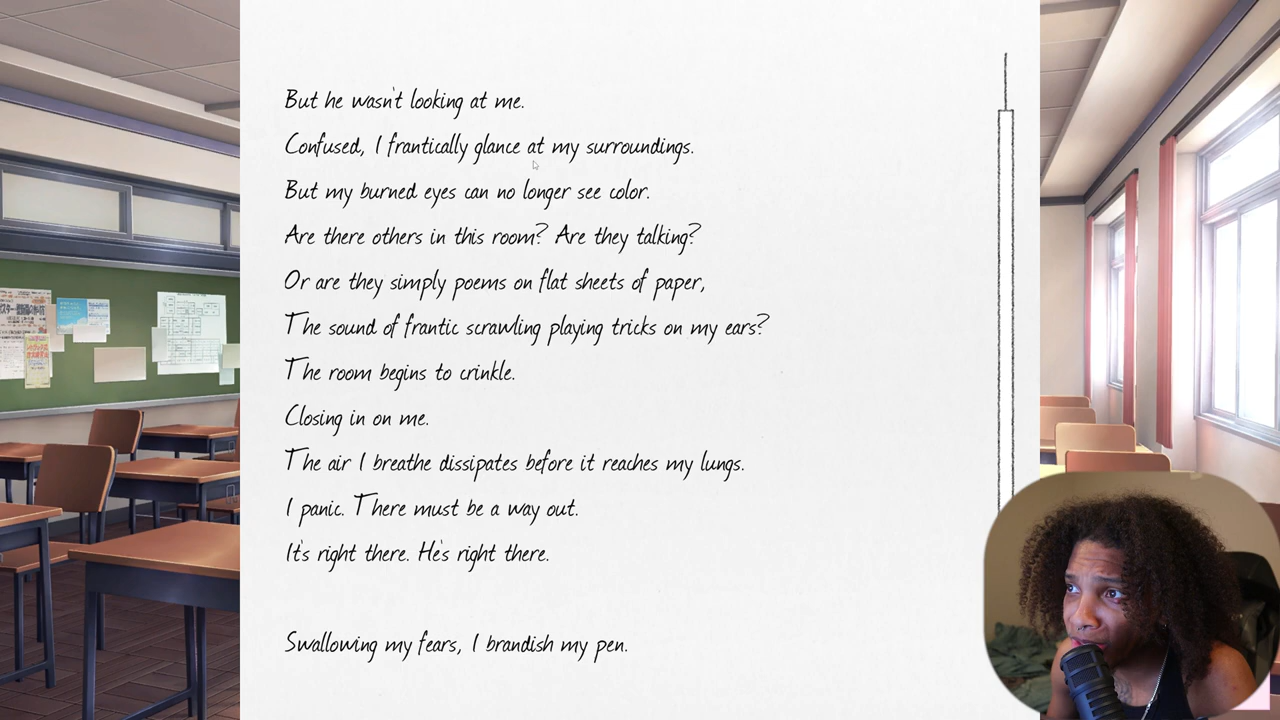 But he wasn't looking at me.
Confused, I frantically glance at my surroundings.
But my burned eyes can no longer see color.
Are there others in this room? Are they talking?
Or are they simply poems on flat sheets of paper,
The sound of frantic scrawling playing tricks on my ears?
The room begins to crinkle.
Closing in on me.
The air I breathe dissipates before it reaches my lungs.
I panic. There must be a way out.
It's right there. He's right there.
Swallowing my fears, I brandish my pen.